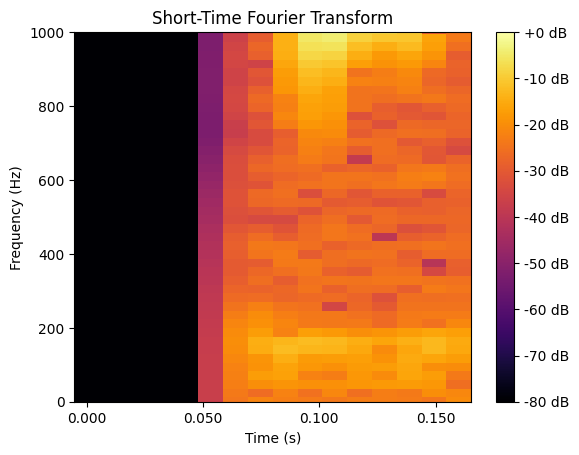 Short-Time Fourier Transform
1000
800
600
400
200
0
Frequency (Hz)
0.000
0.050
0.100
0.150
Time (s)
+0 dB
-10 dB
-20 dB
-30 dB
-40 dB
-50 dB
-60 dB
-70 dB
-80 dB